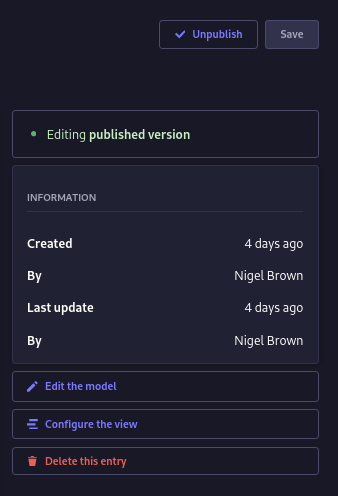 Unpublish Save
Editing published version
INFORMATION
Created 4 days ago
By Nigel Brown
Last update 4 days ago
By Nigel Brown
Edit the model
Configure the view
Delete this entry